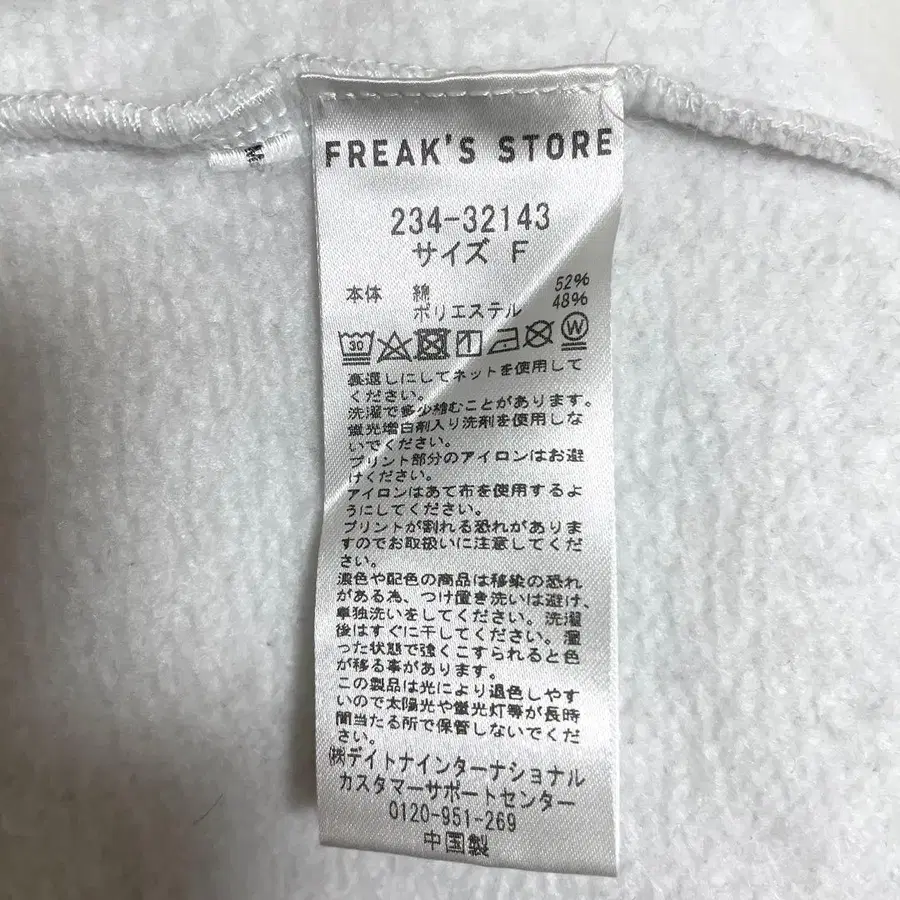 FREAK'S STORE
234-32143
サイズ F
本体 綿 52%
ポリエステル 48%
30 W
裏返しにしてネットを使用して
ください。
洗濯で多少縮むことがあります。
蛍光増白剤入り洗剤を使用しな
いでください。
プリント部分のアイロンはお避
けください。
アイロンはあて布を使用するよ
うにしてください。
プリントが割れる恐れがありま
すのでお取扱いに注意してくだ
さい。
濃色や配色の商品は移染の恐れ
がある為、つけ置き洗いは避け、
単独洗いをしてください。洗濯
後はすぐに干してください。濡
った状態で強くこすられると色
が移る事があります。
この製品は光により退色しやす
いので太陽光や蛍光灯等が長時
間当たる所で保管しないでくだ
さい。
㈱デイトナインターナショナル
カスタマーサポートセンター
0120-951-269
中国製
M